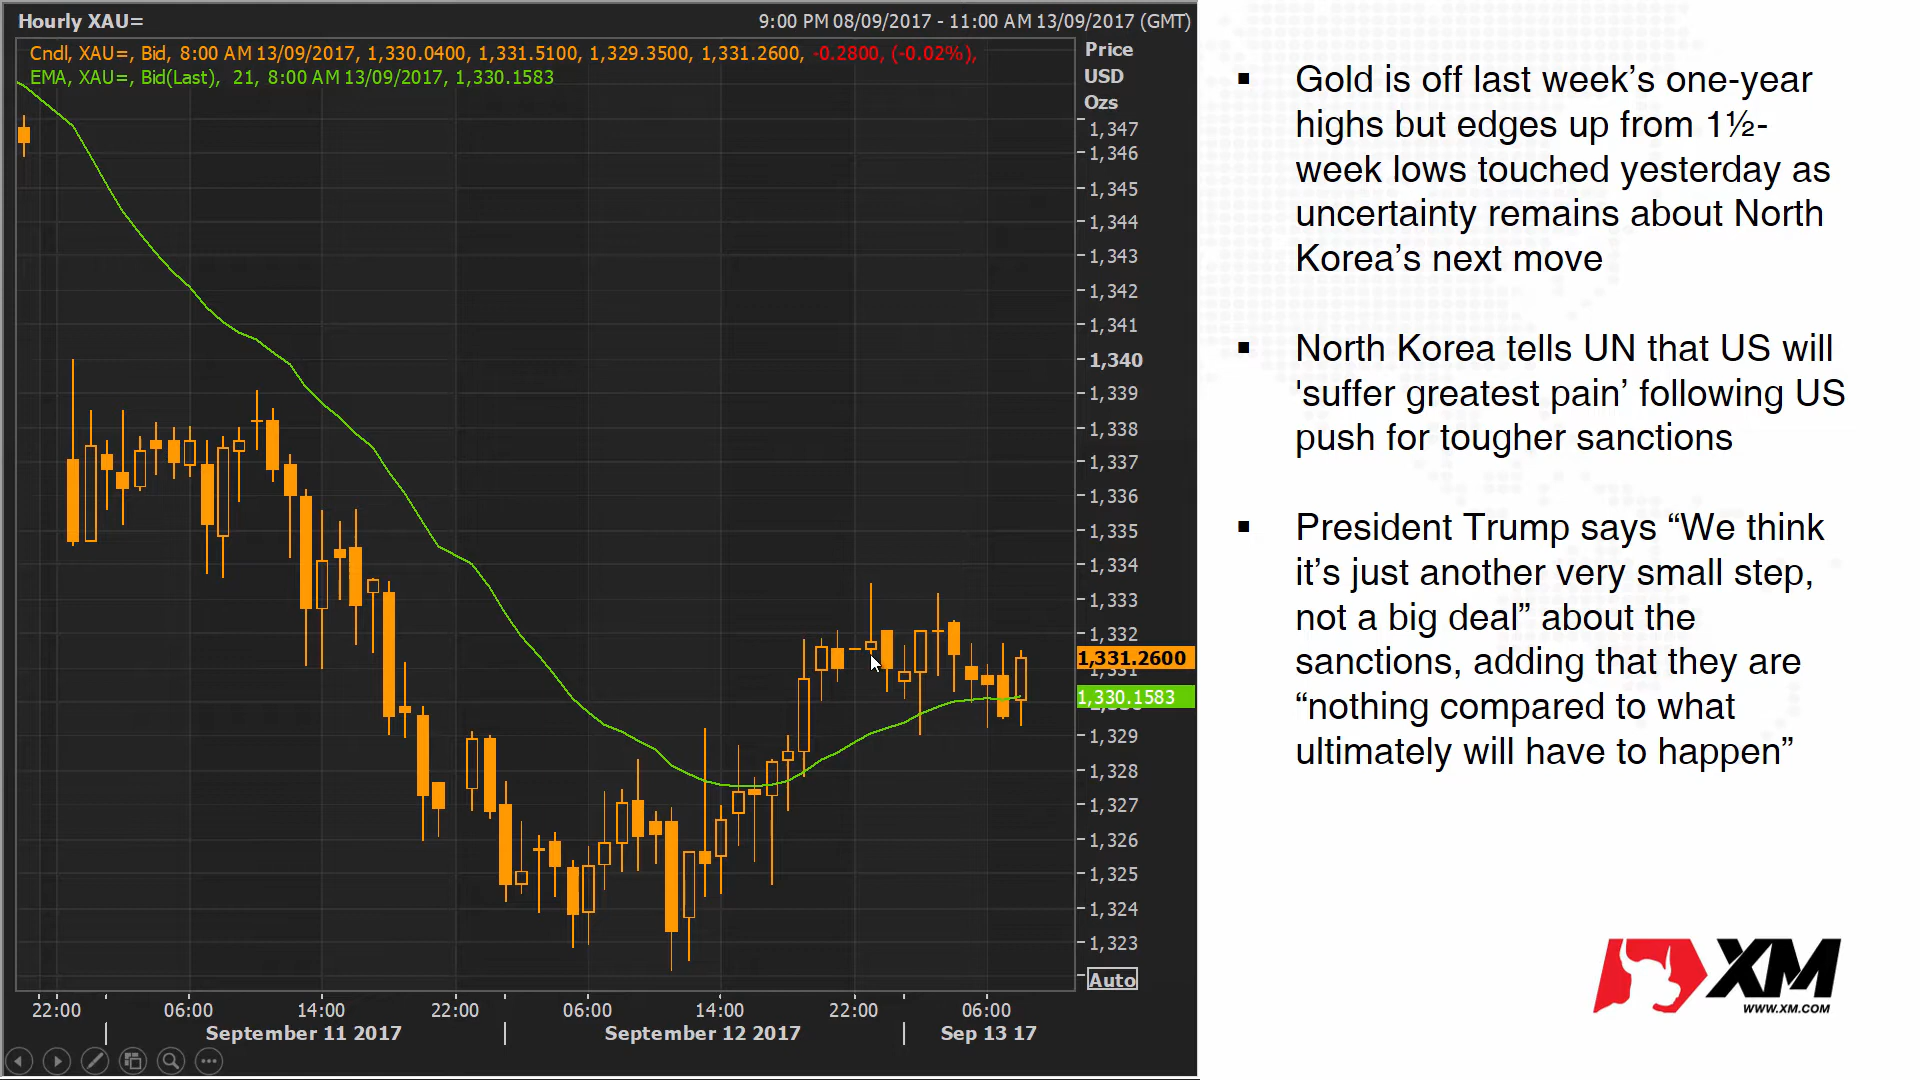 Hourly XAU=
9:00 PM 08/09/2017 - 11:00 AM 13/09/2017 (GMT)
Cndl, XAU=, Bid, 8:00 AM 13/09/2017, 1,330.0400, 1,331.5100, 1,329.3500, 1,331.2600, -0.2800, (-0.02%),
EMA, XAU=, Bid(Last), 21, 8:00 AM 13/09/2017, 1,330.1583
Price
USD
Ozs
1,347
1,346
1,345
1,344
1,343
1,342
1,341
1,340
1,339
1,338
1,337
1,336
1,335
1,334
1,333
1,332
1,331.2600
1,331
1,330.1583
1,329
1,328
1,327
1,326
1,325
1,324
1,323
Auto
22:00 06:00 14:00 22:00 06:00 14:00 22:00 06:00
September 11 2017 September 12 2017 Sep 13 17
▪ Gold is off last week’s one-year
highs but edges up from 1½-
week lows touched yesterday as
uncertainty remains about North
Korea’s next move
▪ North Korea tells UN that US will
'suffer greatest pain’ following US
push for tougher sanctions
▪ President Trump says “We think
it’s just another very small step,
not a big deal” about the
sanctions, adding that they are
“nothing compared to what
ultimately will have to happen”
XM
WWW.XM.COM